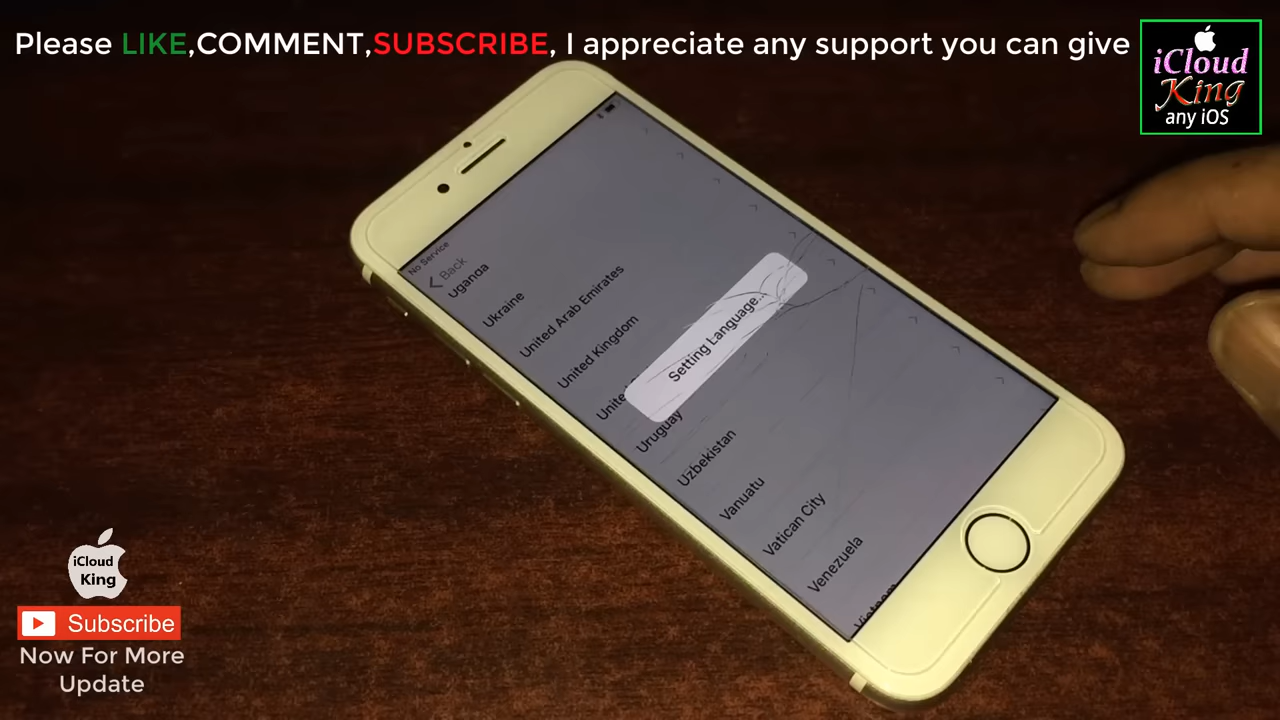 Please LIKE,COMMENT,SUBSCRIBE, I appreciate any support you can give
iCloud
King
any iOS
No Service
Back
Uganda
Ukraine
United Arab Emirates
United Kingdom
Setting Language...
Uruguay
Uzbekistan
Vanuatu
Vatican City
Venezuela
Vietnam
iCloud
King
Subscribe
Now For More
Update